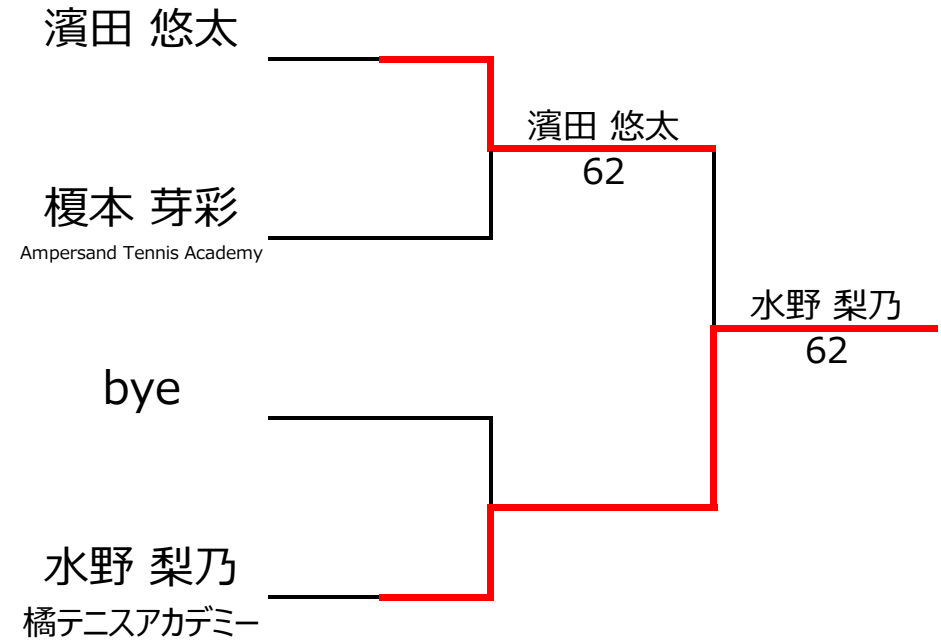 濱田 悠太
濱田 悠太
62
榎本 芽彩
Ampersand Tennis Academy
水野 梨乃
62
bye
水野 梨乃
橘テニスアカデミー